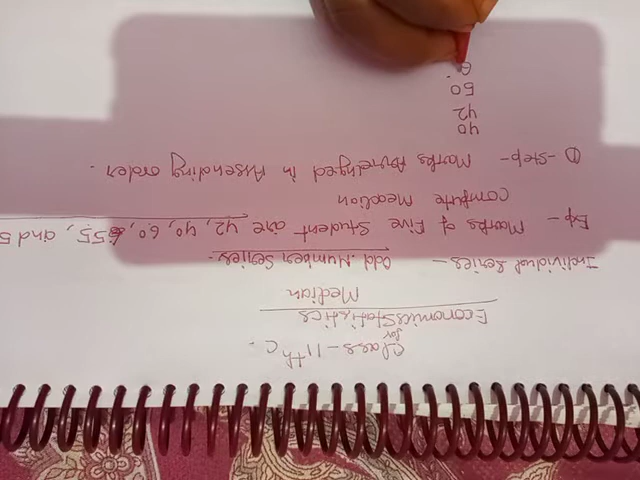 Class - 11th C.
for
Economics Statistics
Median
Individual Series - Odd Number Series.
Exp - Marks of Five Student are 42, 40, 60, 55, and 5
Compute Median
① - step - Marks Arrenged in Assending order.
40
42
50